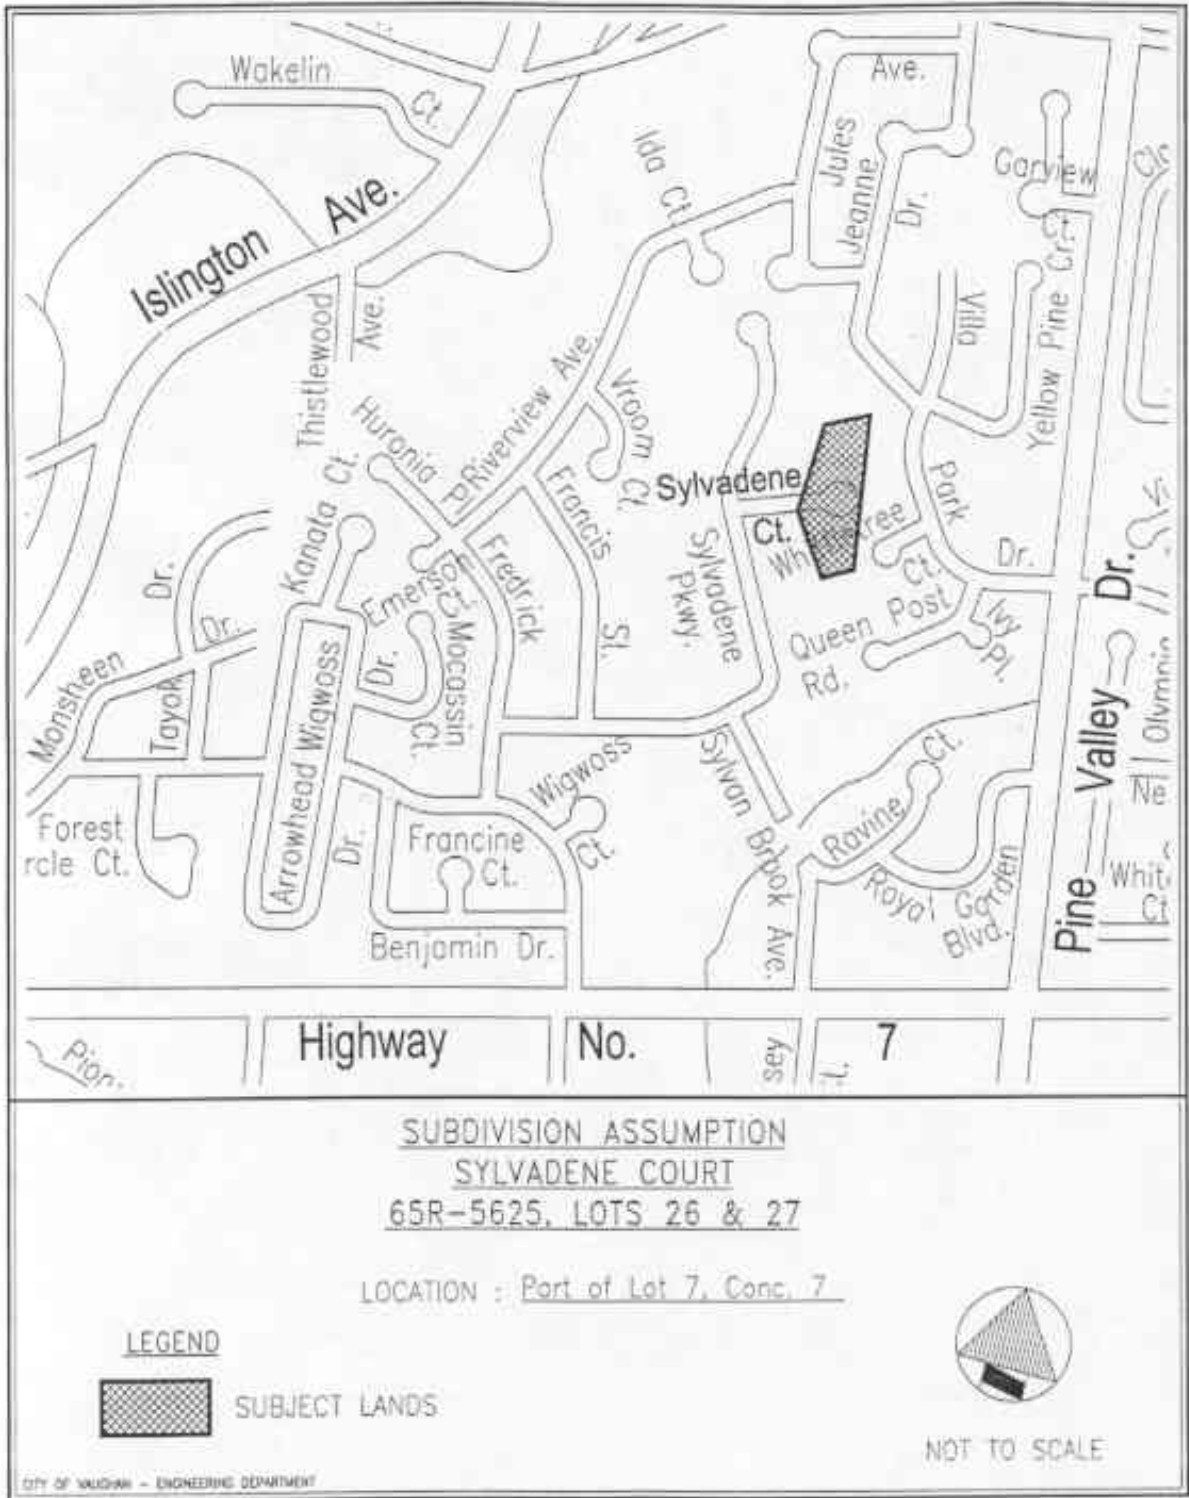 Wakelin
Ct.
Ave.
Islington
Ave.
Ida Ct.
Jules
Jeanne
Dr.
Garview
Crt
Thistlewood
Ave.
Villa
Yellow Pine Cr.
Huronia
Riverview Ave.
Vroom Ct.
Kanata Ct.
Francis
St.
Sylvadene
Ct.
Park
Dr.
Sylvadene
Pkwy.
Ct.
Queen Post
Rd.
Ivy
Pl.
Dr.
Dr.
Emerson
Fredrick
Monsheen
Arrowhead
Wigwoss
Dr.
Mocassin
Ct.
Forest
rcle Ct.
Dr.
Wigwoss
Ct.
Francine
Ct.
Benjamin Dr.
Sylvan
Brook Ave.
Ravine
Ct.
Royal Garden
Blvd.
Pine Valley Dr.
Ct
Highway No. 7
sey
SUBDIVISION ASSUMPTION
SYLVADENE COURT
65R-5625, LOTS 26 & 27
LOCATION : Part of Lot 7, Conc. 7
LEGEND
SUBJECT LANDS
NOT TO SCALE
CITY OF VAUGHAN - ENGINEERING DEPARTMENT